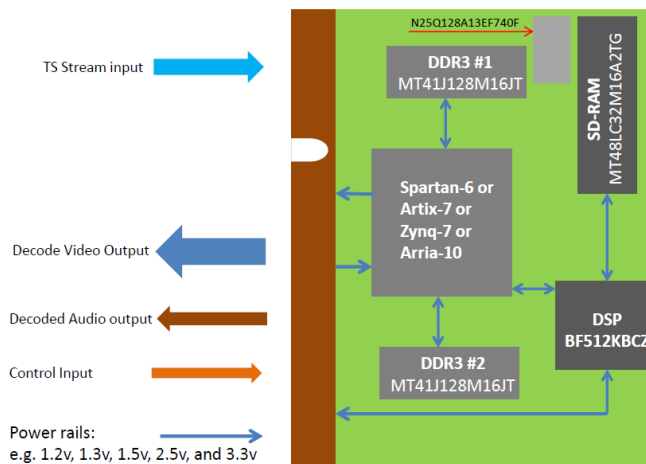 N25Q128A13EF740F
TS Stream input
DDR3 #1
MT41J128M16JT
SD-RAM
MT48LC32M16A2TG
Spartan-6 or
Artix-7 or
Zynq-7 or
Arria-10
Decode Video Output
Decoded Audio output
DSP
BF512KBCZ
DDR3 #2
MT41J128M16JT
Control Input
Power rails:
e.g. 1.2v, 1.3v, 1.5v, 2.5v, and 3.3v